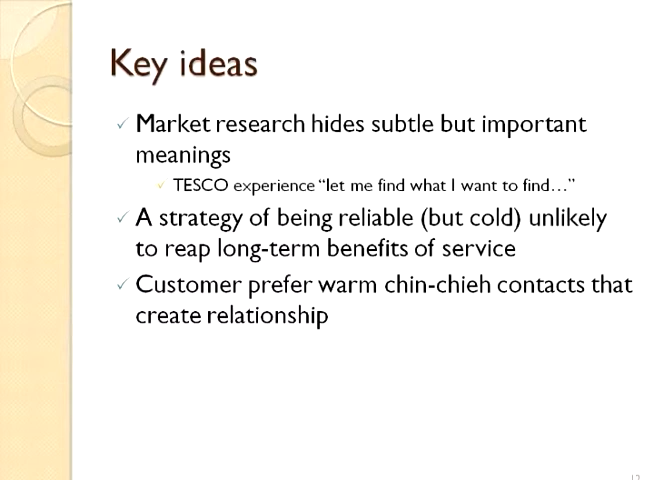 Key ideas
Market research hides subtle but important
meanings
TESCO experience “let me find what I want to find…”
A strategy of being reliable (but cold) unlikely
to reap long-term benefits of service
Customer prefer warm chin-chieh contacts that
create relationship